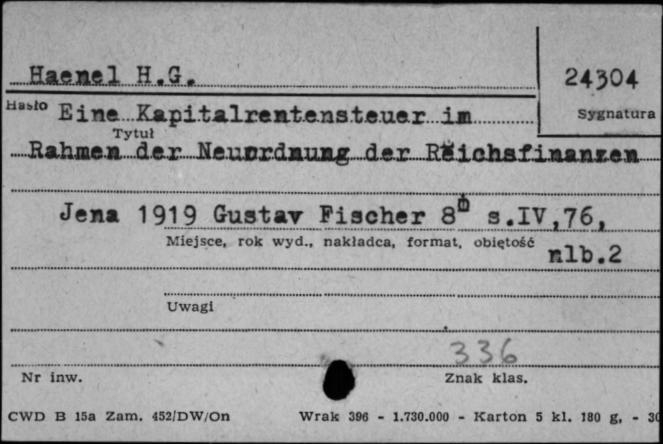 Haenel H.G.
24304
Hasło
Sygnatura
Eine Kapitalrentensteuer im
Tytuł
Rahmen der Neuordnung der Reichsfinanzen
Jena 1919 Gustav Fischer 8° s.IV,76,
Miejsce, rok wyd., nakładca, format, objętość
nlb.2
Uwagi
336
Nr inw.
Znak klas.
CWD B 15a Zam. 452/DW/On Wrak 396 - 1.730.000 - Karton 5 kl. 180 g, - 30